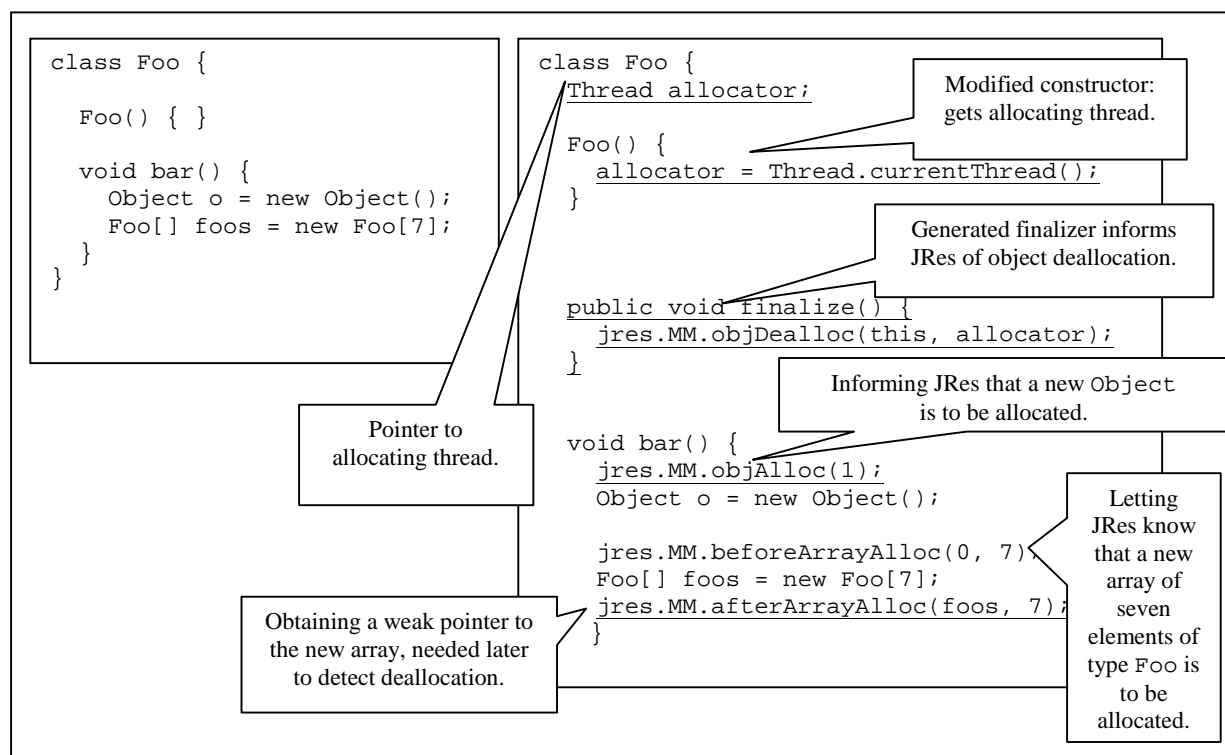 class Foo {
Foo() { }
void bar() {
Object o = new Object();
Foo[] foos = new Foo[7];
}
}
class Foo {
Thread allocator;
Foo() {
allocator = Thread.currentThread();
}
public void finalize() {
jres.MM.objDealloc(this, allocator);
}
void bar() {
jres.MM.objAlloc(1);
Object o = new Object();
jres.MM.beforeArrayAlloc(0, 7);
Foo[] foos = new Foo[7];
jres.MM.afterArrayAlloc(foos, 7);
}
Modified constructor:
gets allocating thread.
Generated finalizer informs
JRes of object deallocation.
Informing JRes that a new Object
is to be allocated.
Pointer to
allocating thread.
Letting
JRes know
that a new
array of
seven
elements of
type Foo is
to be
allocated.
Obtaining a weak pointer to
the new array, needed later
to detect deallocation.